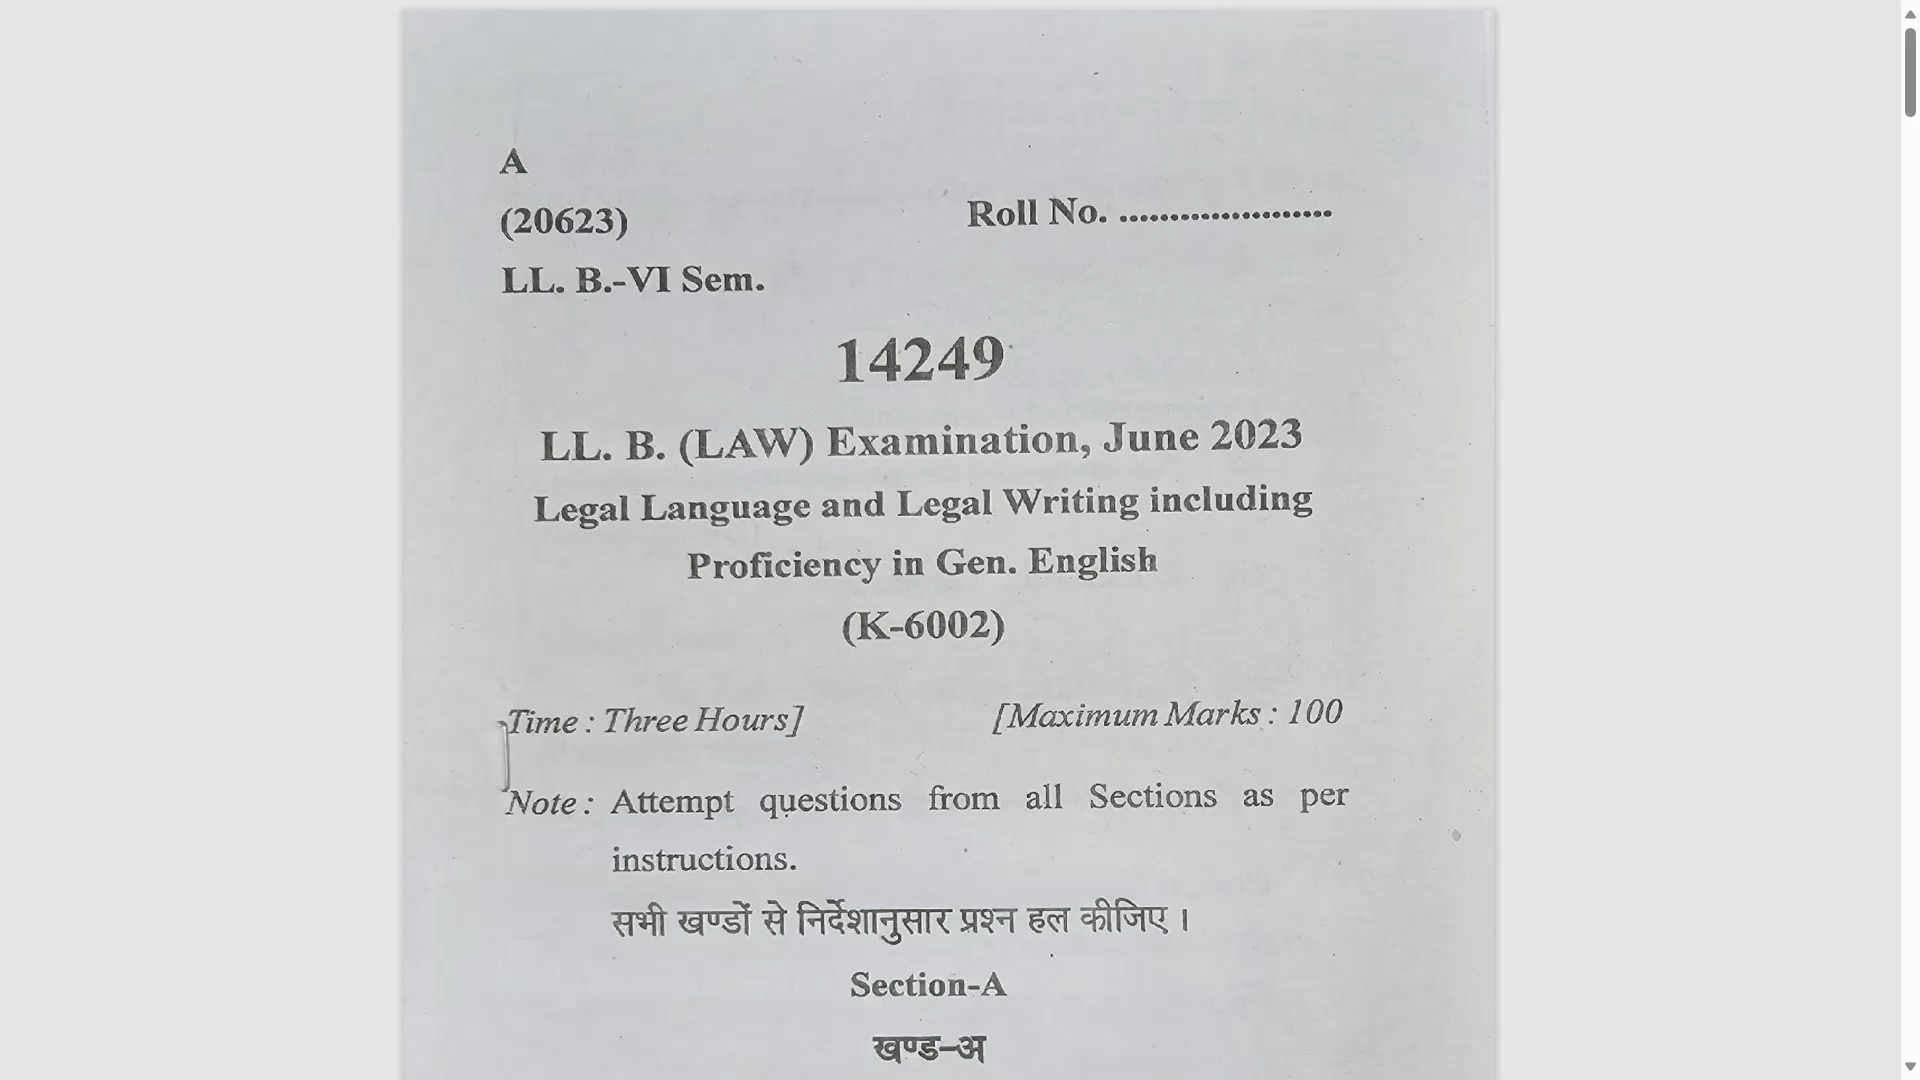 A
(20623)
Roll No. .....................
LL. B.-VI Sem.
14249
LL. B. (LAW) Examination, June 2023
Legal Language and Legal Writing including
Proficiency in Gen. English
(K-6002)
Time : Three Hours]
[Maximum Marks : 100
Note : Attempt questions from all Sections as per
instructions.
सभी खण्डों से निर्देशानुसार प्रश्न हल कीजिए ।
Section-A
खण्ड–अ